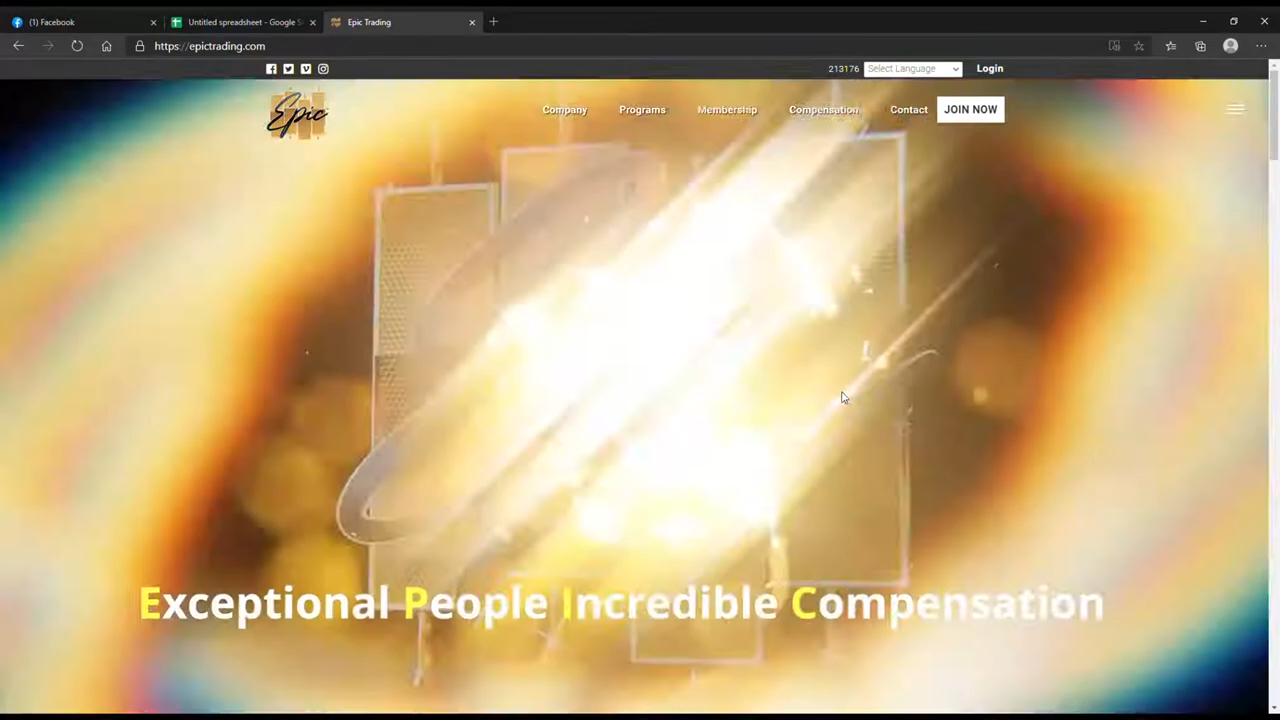 (1) Facebook
Untitled spreadsheet - Google S
Epic Trading
https://epictrading.com
213176 Select Language Login
Epic
Company Programs Membership Compensation Contact JOIN NOW
Exceptional People Incredible Compensation